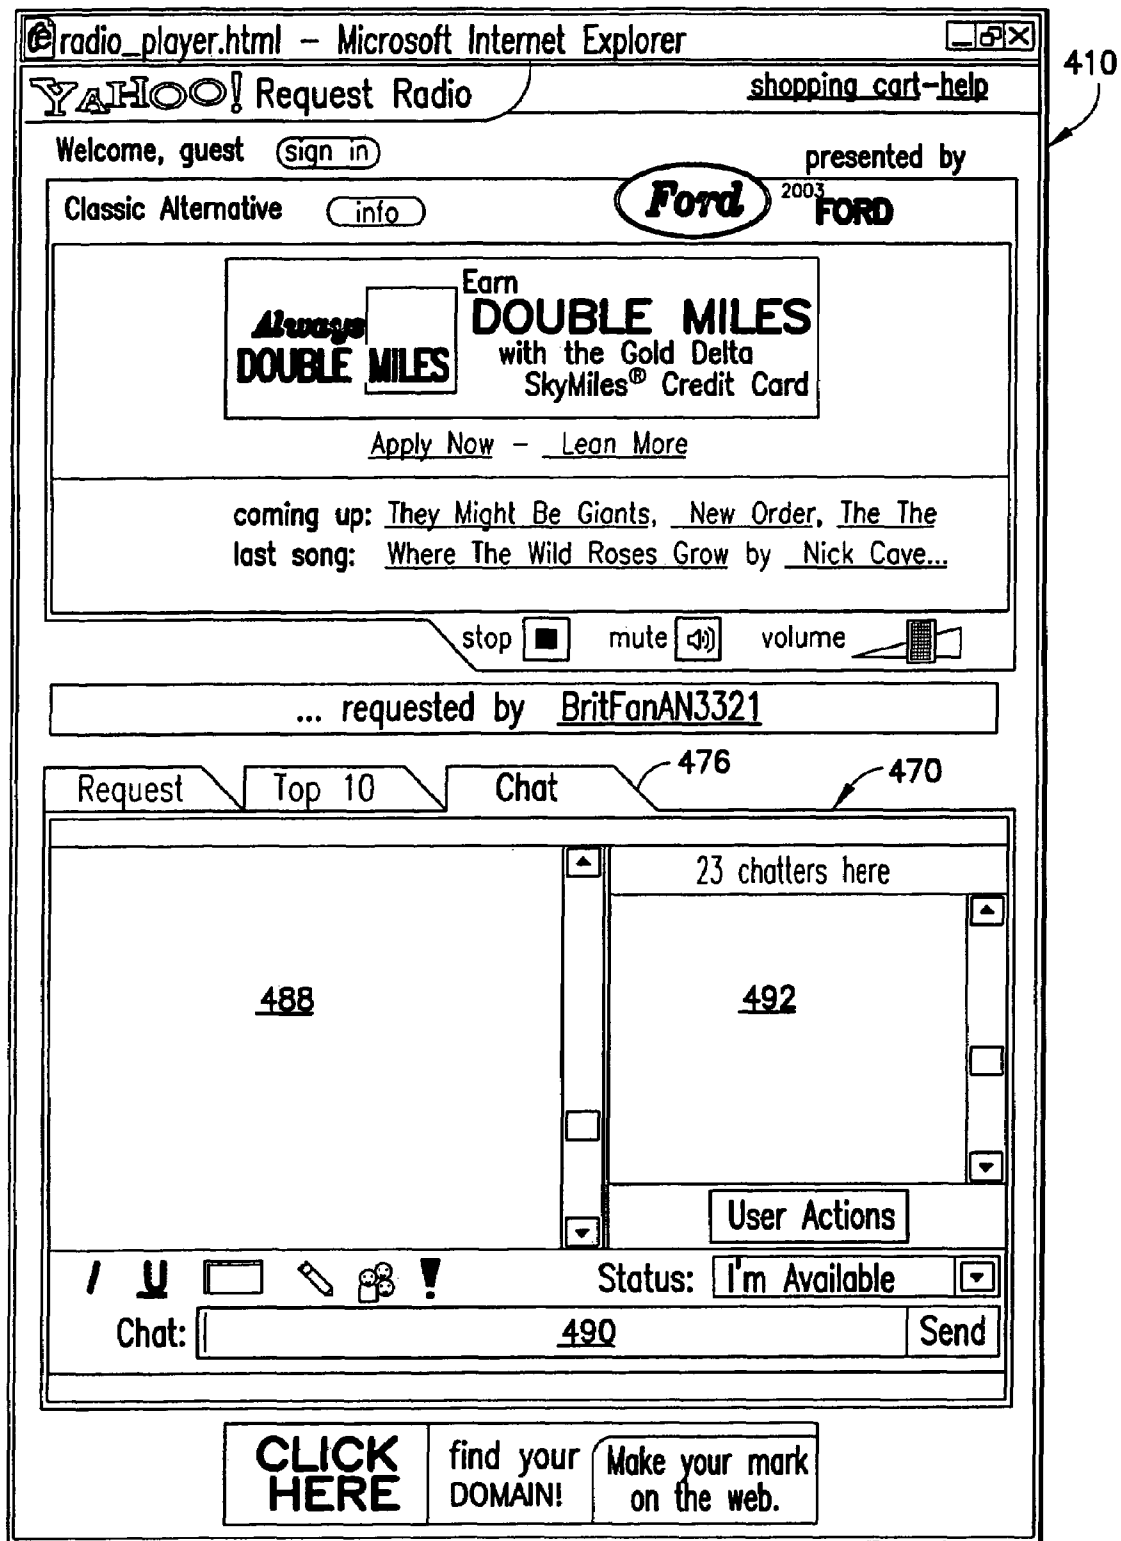 radio_player.html – Microsoft Internet Explorer
410
YAHOO! Request Radio
shopping cart-help
Welcome, guest sign in
presented by
Classic Alternative info
Ford 2003 FORD
Always
DOUBLE MILES
Earn
DOUBLE MILES
with the Gold Delta
SkyMiles® Credit Card
Apply Now – Lean More
coming up: They Might Be Giants, New Order, The The
last song: Where The Wild Roses Grow by Nick Cave...
stop mute volume
... requested by BritFanAN3321
476
470
Request Top 10 Chat
23 chatters here
488
492
User Actions
I U ! Status: I'm Available
Chat: 490 Send
CLICK
HERE
find your
DOMAIN!
Make your mark
on the web.